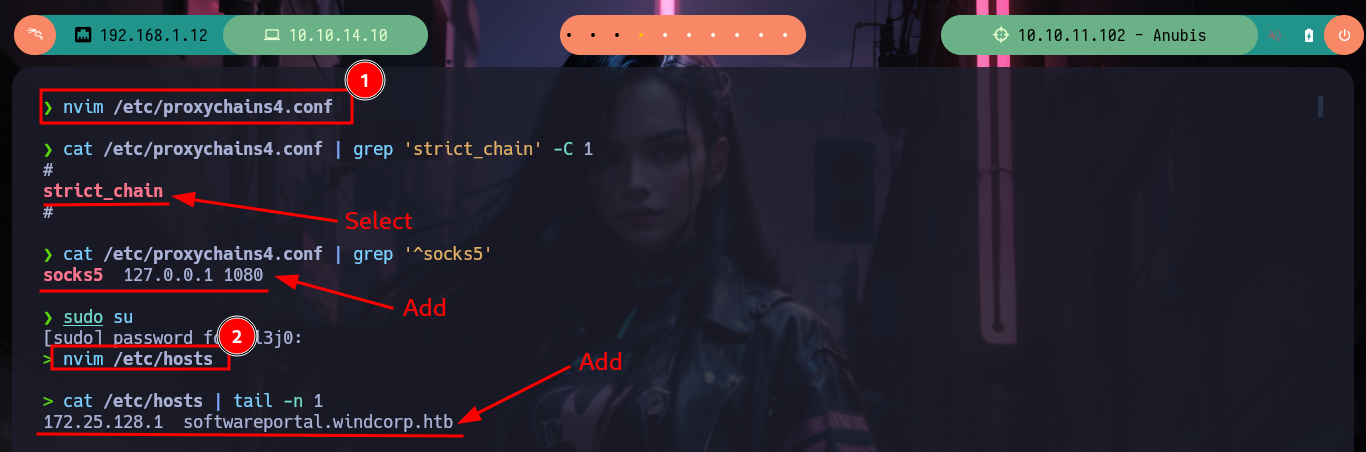 192.168.1.12 10.10.14.10 10.10.11.102 - Anubis
1
❯ nvim /etc/proxychains4.conf
❯ cat /etc/proxychains4.conf | grep 'strict_chain' -C 1
#
strict_chain
#
Select
❯ cat /etc/proxychains4.conf | grep '^socks5'
socks5 127.0.0.1 1080
Add
❯ sudo su
[sudo] password l3j0:
2
> nvim /etc/hosts
Add
> cat /etc/hosts | tail -n 1
172.25.128.1 softwareportal.windcorp.htb